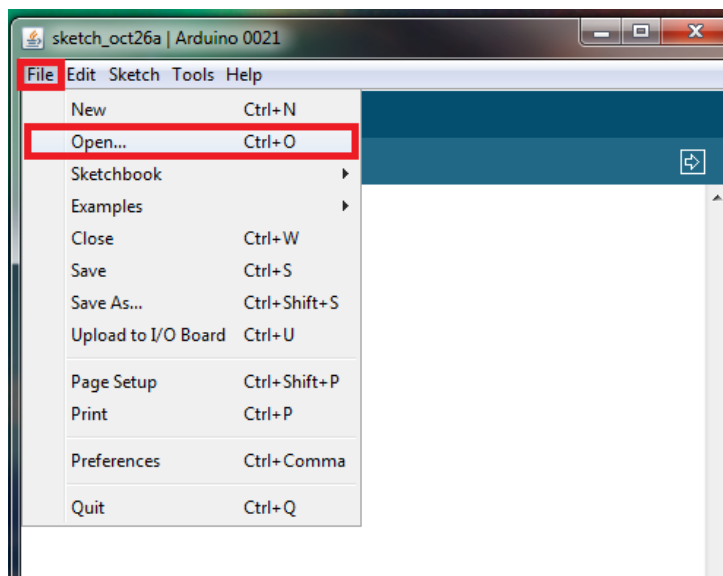 sketch_oct26a | Arduino 0021
File Edit Sketch Tools Help
New Ctrl+N
Open... Ctrl+O
Sketchbook
Examples
Close Ctrl+W
Save Ctrl+S
Save As... Ctrl+Shift+S
Upload to I/O Board Ctrl+U
Page Setup Ctrl+Shift+P
Print Ctrl+P
Preferences Ctrl+Comma
Quit Ctrl+Q